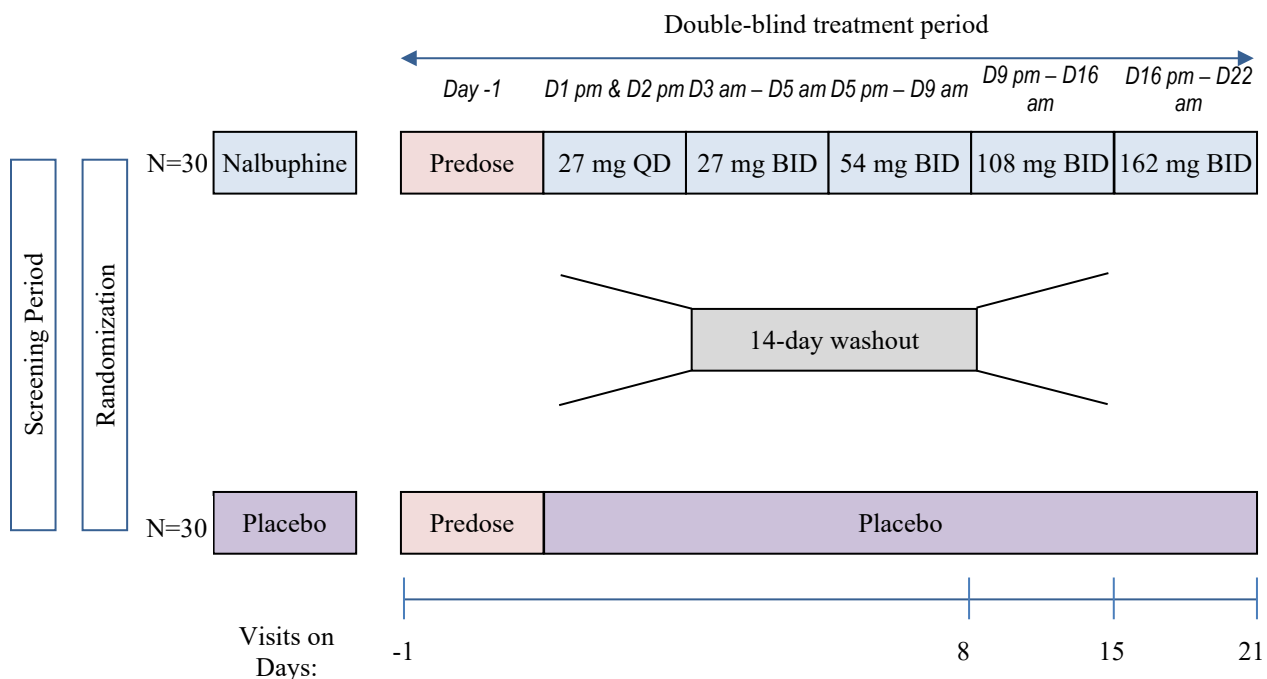 Double-blind treatment period
Day -1
D1 pm & D2 pm
D3 am – D5 am
D5 pm – D9 am
D9 pm – D16
am
D16 pm – D22
am
N=30
Nalbuphine
Predose
27 mg QD
27 mg BID
54 mg BID
108 mg BID
162 mg BID
Screening Period
Randomization
14-day washout
N=30
Placebo
Predose
Placebo
Visits on
Days:
-1
8
15
21